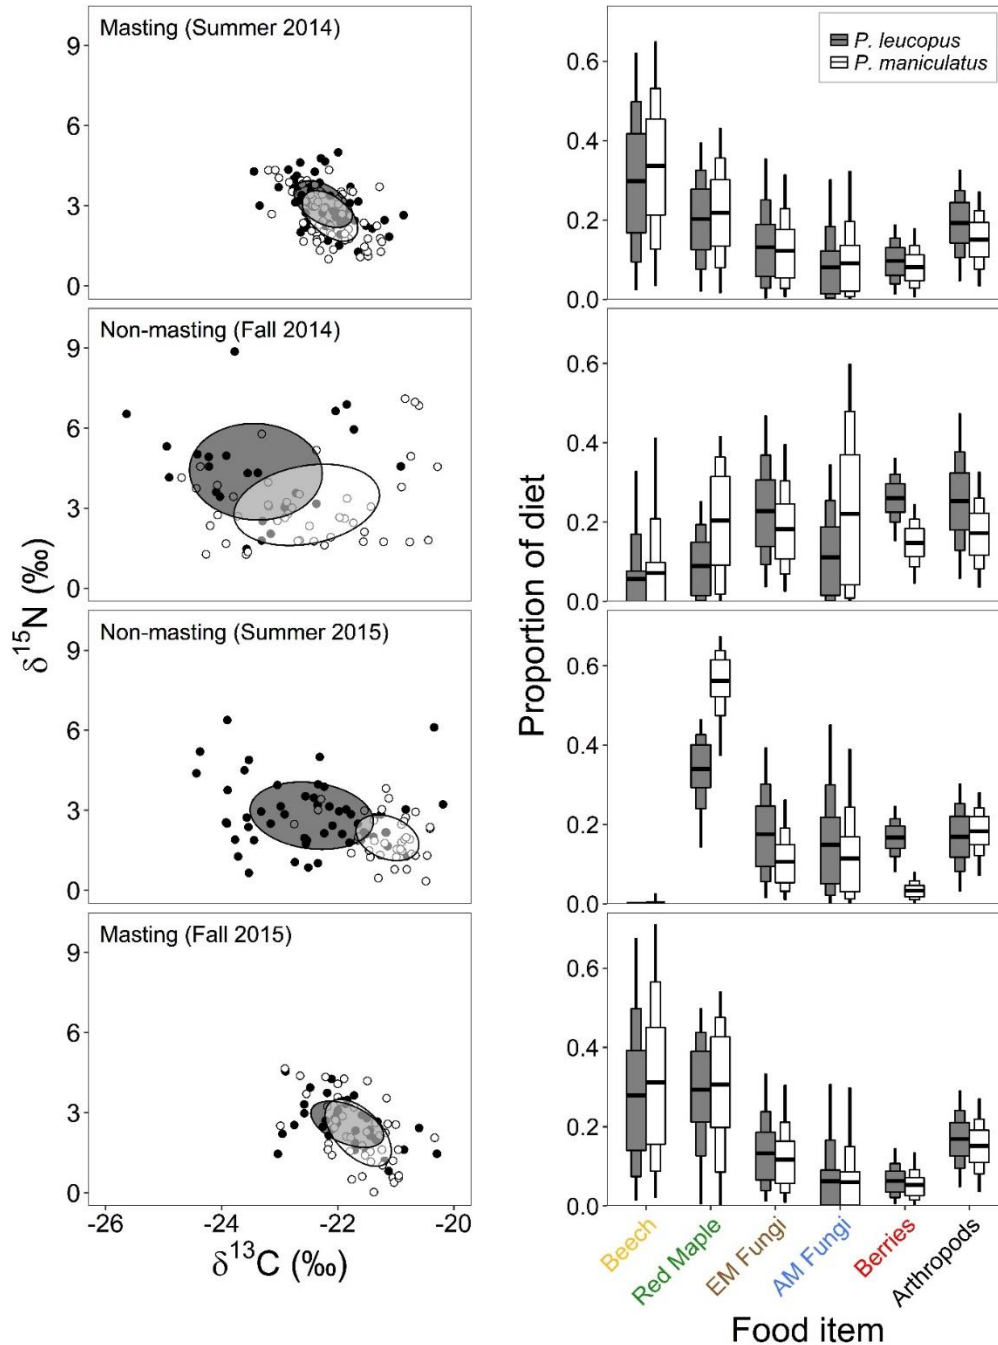 Masting (Summer 2014)
9
6
3
0
Non-masting (Fall 2014)
9
6
3
0
Non-masting (Summer 2015)
9
6
3
0
Masting (Fall 2015)
9
6
3
0
-26
-24
-22
-20
δ15N (‰)
δ13C (‰)
P. leucopus
P. maniculatus
0.6
0.4
0.2
0.0
0.6
0.4
0.2
0.0
0.6
0.4
0.2
0.0
0.6
0.4
0.2
0.0
Proportion of diet
Beech
Red Maple
EM Fungi
AM Fungi
Berries
Arthropods
Food item